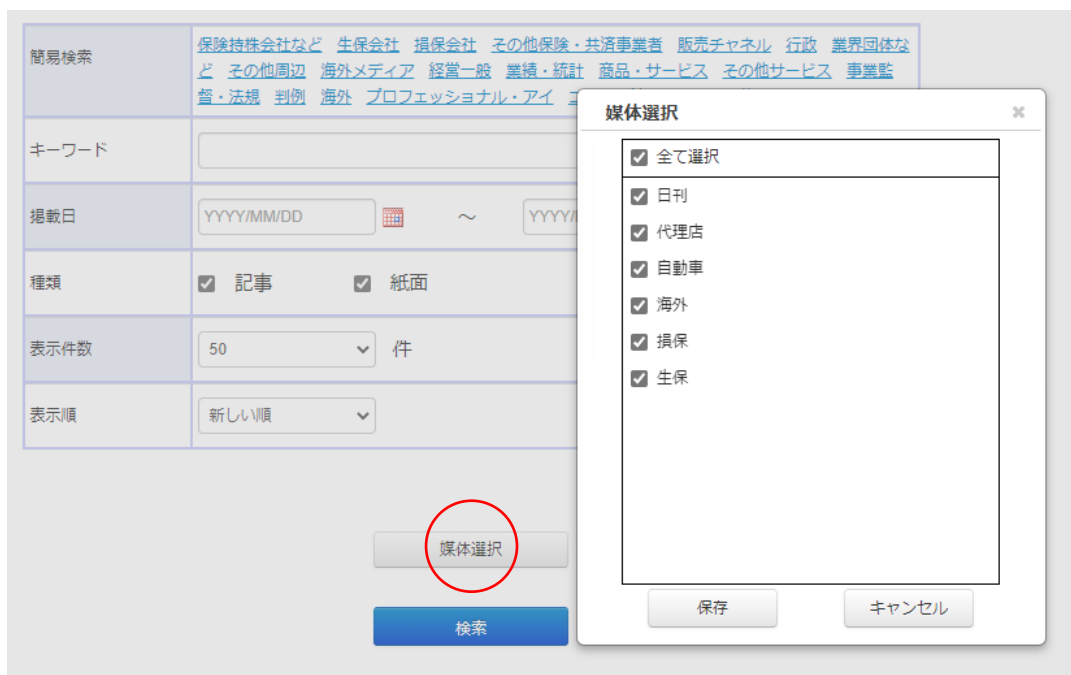 簡易検索
保険持株会社など 生保会社 損保会社 その他保険・共済事業者 販売チャネル 行政 業界団体な
ど その他周辺 海外メディア 経営一般 業績・統計 商品・サービス その他サービス 事業監
督・法規 判例 海外 プロフェッショナル・アイ
キーワード
掲載日
YYYY/MM/DD
～
YYYY/
種類
記事
紙面
表示件数
50
件
表示順
新しい順
媒体選択
検索
媒体選択
全て選択
日刊
代理店
自動車
海外
損保
生保
保存
キャンセル